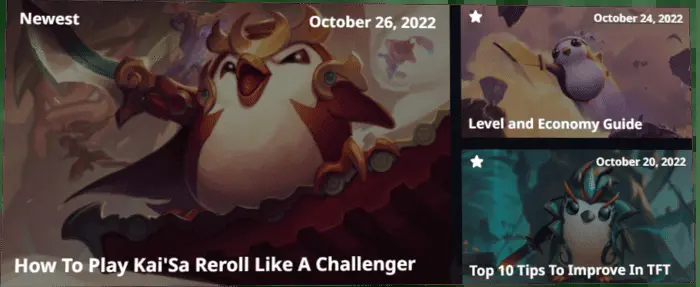 Newest
October 26, 2022
How To Play Kai'Sa Reroll Like A Challenger
October 24, 2022
Level and Economy Guide
October 20, 2022
Top 10 Tips To Improve In TFT